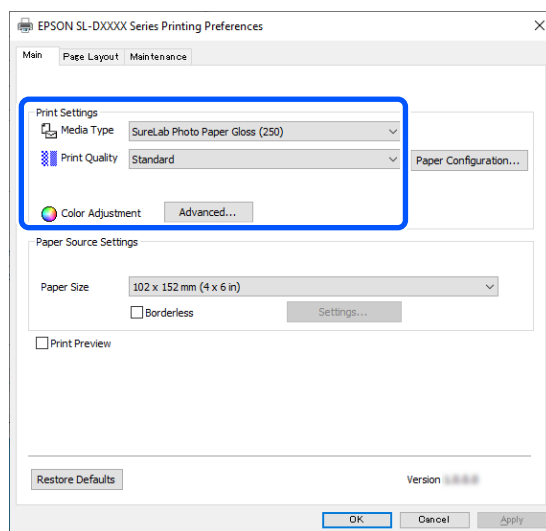 EPSON SL-DXXXX Series Printing Preferences
Main Page Layout Maintenance
Print Settings
Media Type SureLab Photo Paper Gloss (250)
Print Quality Standard Paper Configuration...
Color Adjustment Advanced...
Paper Source Settings
Paper Size 102 x 152 mm (4 x 6 in)
Borderless Settings...
Print Preview
Restore Defaults Version
OK Cancel Apply